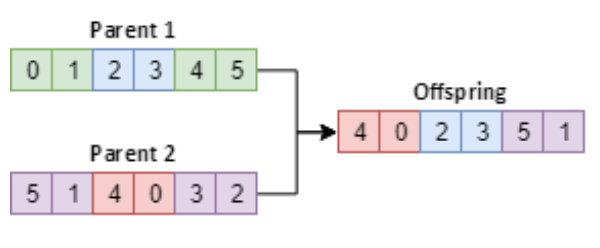 Parent 1
0 1 2 3 4 5
Offspring
4 0 2 3 5 1
Parent 2
5 1 4 0 3 2